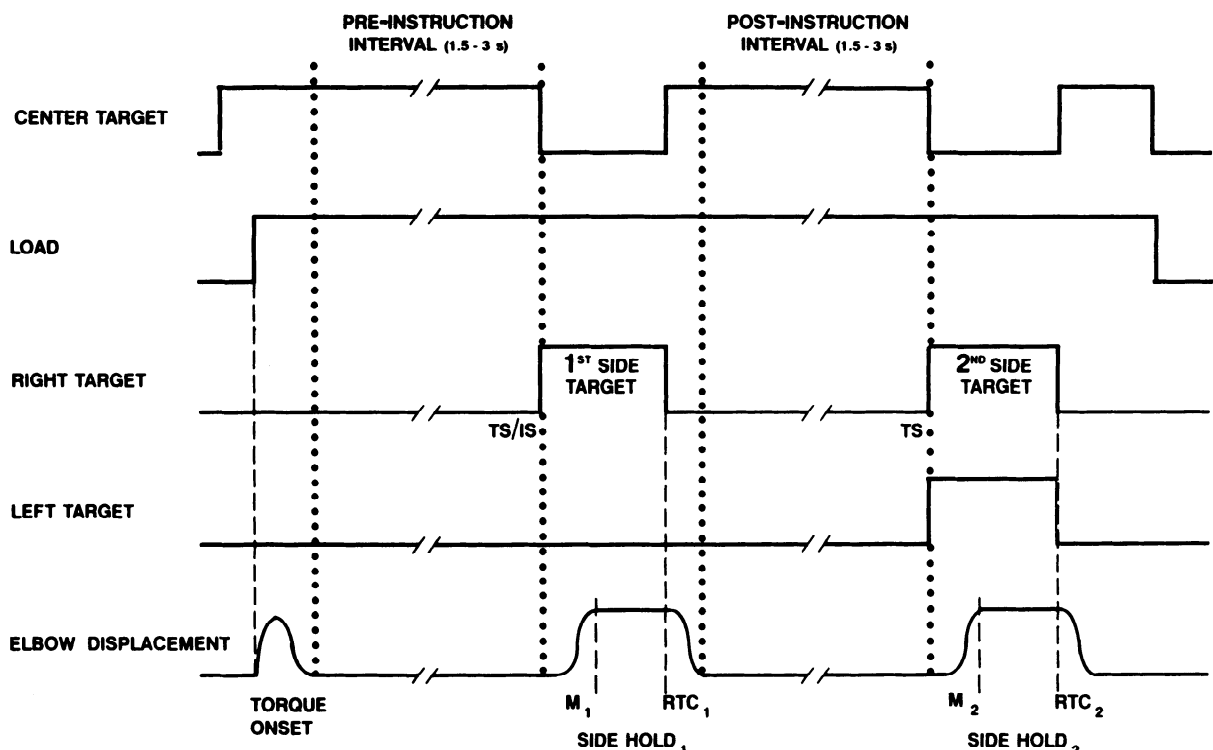 PRE-INSTRUCTION
INTERVAL (1.5 - 3 s)
POST-INSTRUCTION
INTERVAL (1.5 - 3 s)
CENTER TARGET
LOAD
RIGHT TARGET
1ST SIDE
TARGET
2ND SIDE
TARGET
TS/IS
TS
LEFT TARGET
ELBOW DISPLACEMENT
TORQUE
ONSET
M1
RTC1
M2
RTC2
SIDE HOLD1
SIDE HOLD2